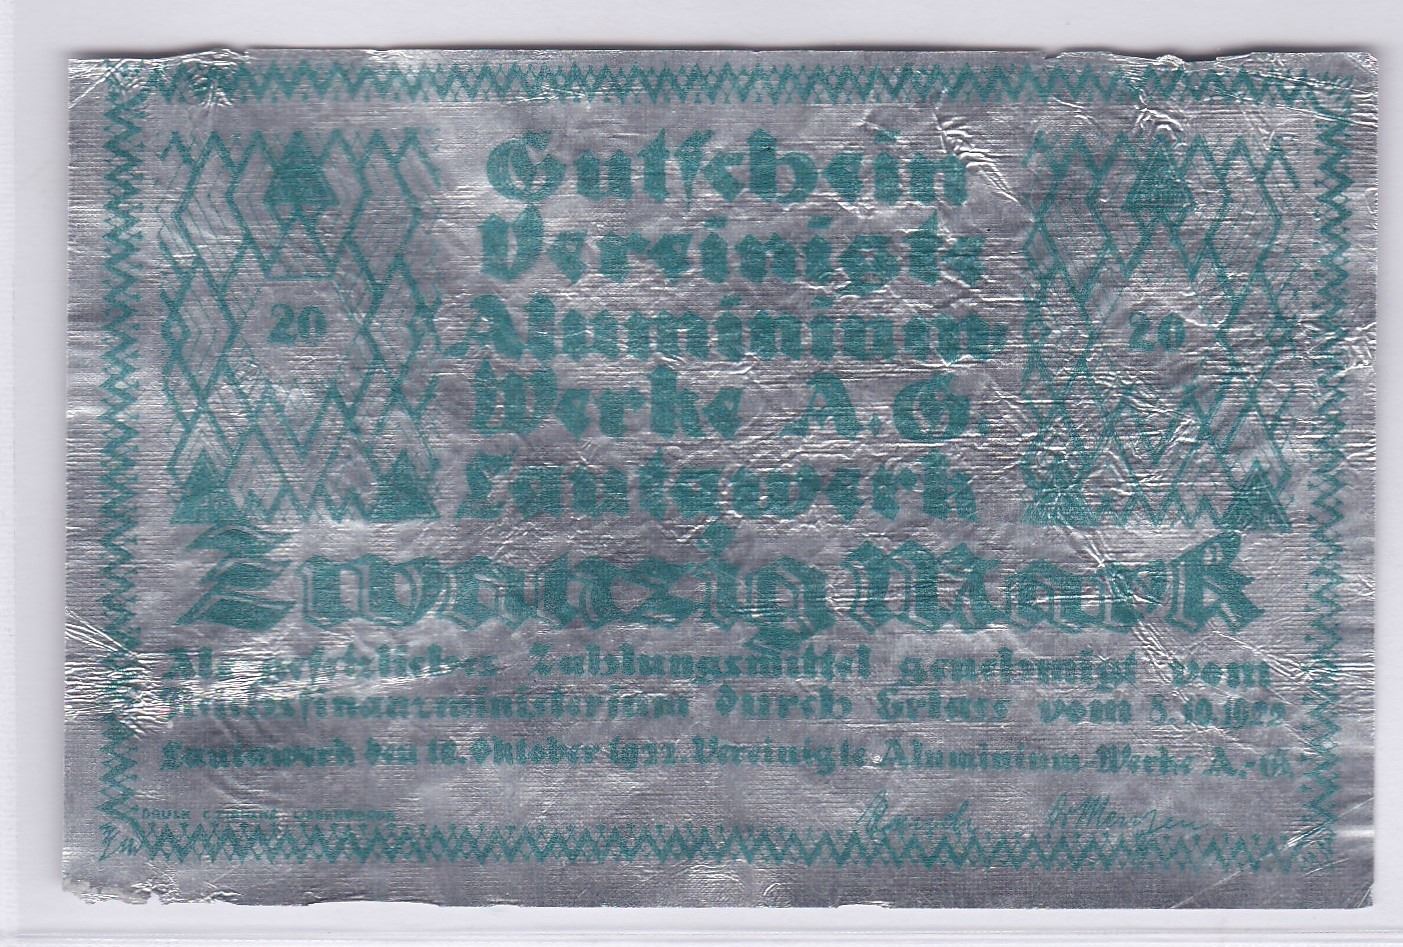 Gutschein
Vereinigte
20 Aluminium- 20
Werke A.G.
Lautawerk
Zwanzig Mark
Als gesetzliches Zahlungsmittel genehmigt vom
Reichsfinanzministerium durch Erlass vom 5.10.1922
Lautawerk den 18. Oktober 1922. Vereinigte Aluminium-Werke A.-G.
DRUCK